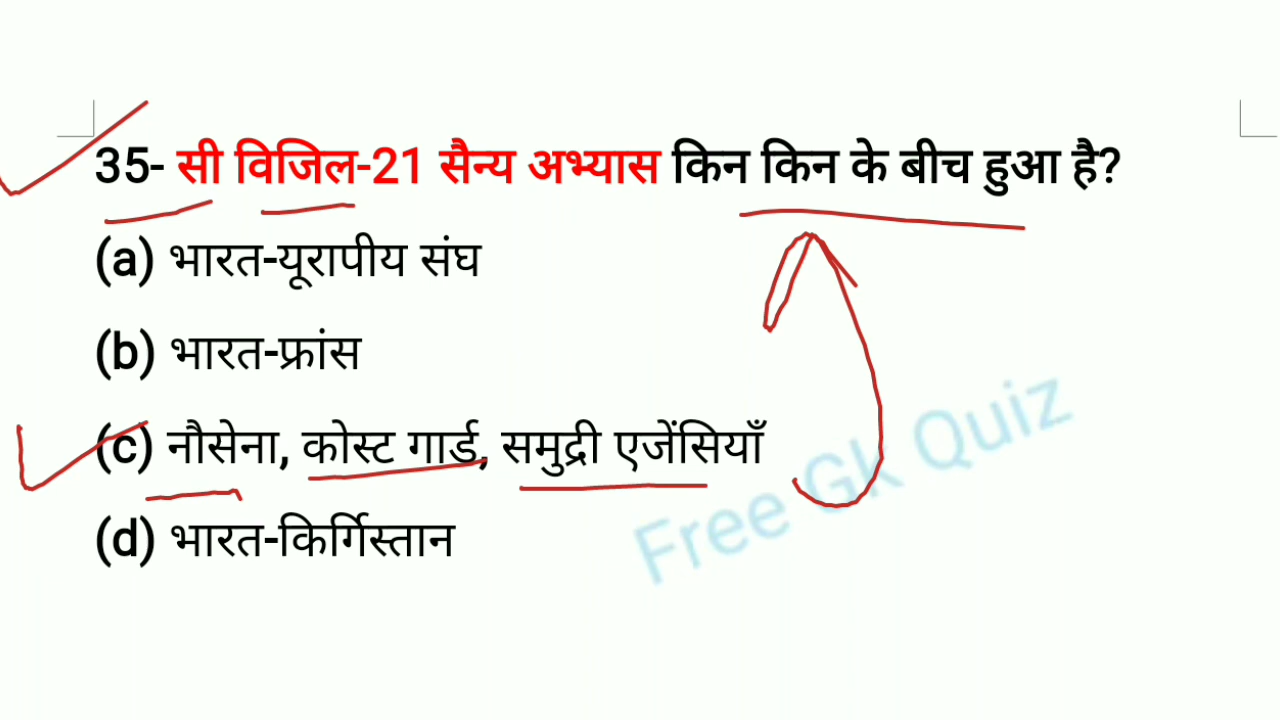 35- सी विजिल-21 सैन्य अभ्यास किन किन के बीच हुआ है?
(a) भारत-यूरापीय संघ
(b) भारत-फ्रांस
(c) नौसेना, कोस्ट गार्ड, समुद्री एजेंसियाँ
(d) भारत-किर्गिस्तान
Free Gk Quiz